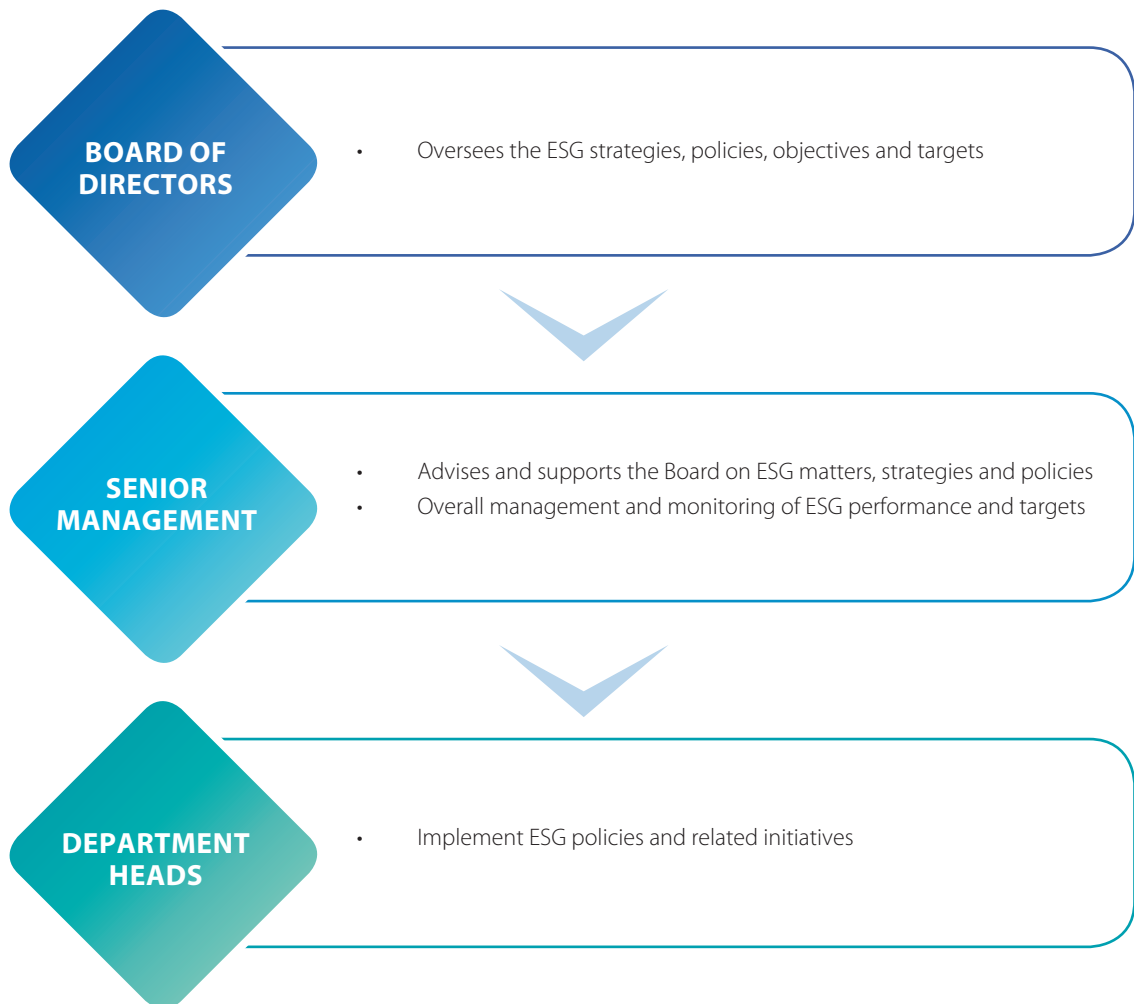 BOARD OF
DIRECTORS
• Oversees the ESG strategies, policies, objectives and targets
SENIOR
MANAGEMENT
• Advises and supports the Board on ESG matters, strategies and policies
• Overall management and monitoring of ESG performance and targets
DEPARTMENT
HEADS
• Implement ESG policies and related initiatives